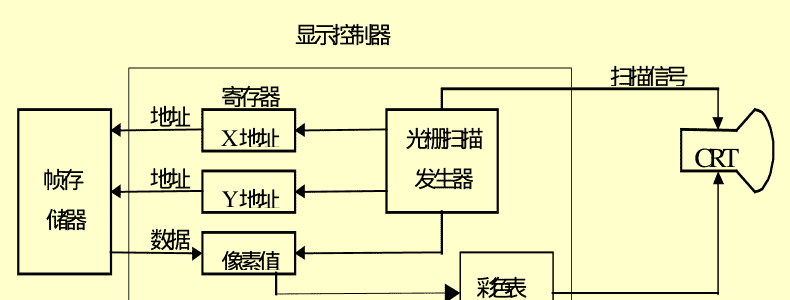 显示控制器
扫描信号
寄存器
地址
X地址
光栅扫描
发生器
CRT
帧存
储器
地址
Y地址
数据
像素值
彩色表